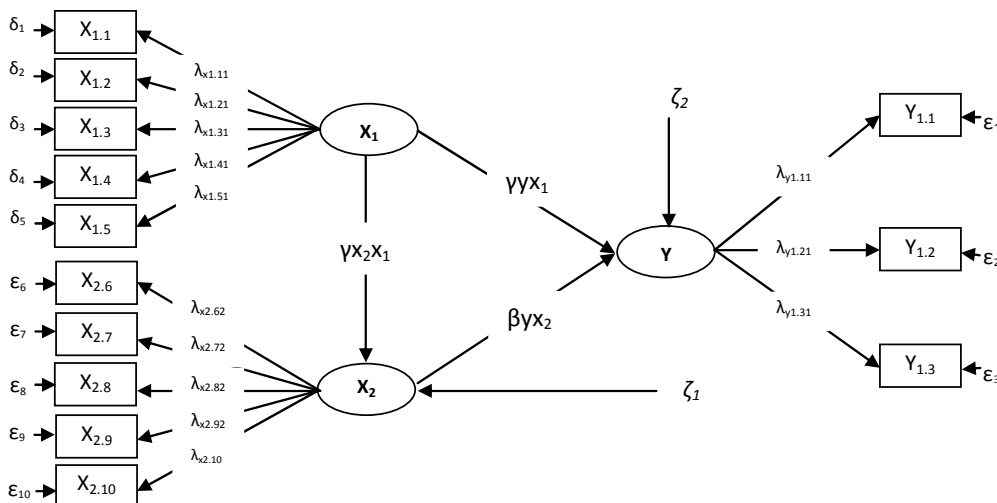 δ₁ X₁.₁
δ₂ X₁.₂
δ₃ X₁.₃
δ₄ X₁.₄
δ₅ X₁.₅
λx1.11
λx1.21
λx1.31
λx1.41
λx1.51
X₁
γyx₁
γx₂x₁
ζ₂
Y
λy1.11
λy1.21
λy1.31
Y₁.₁ ε₁
Y₁.₂ ε₂
Y₁.₃ ε₃
ε₆ X₂.₆
ε₇ X₂.₇
ε₈ X₂.₈
ε₉ X₂.₉
ε₁₀ X₂.₁₀
λx2.62
λx2.72
λx2.82
λx2.92
λx2.10
X₂
βyx₂
ζ₁